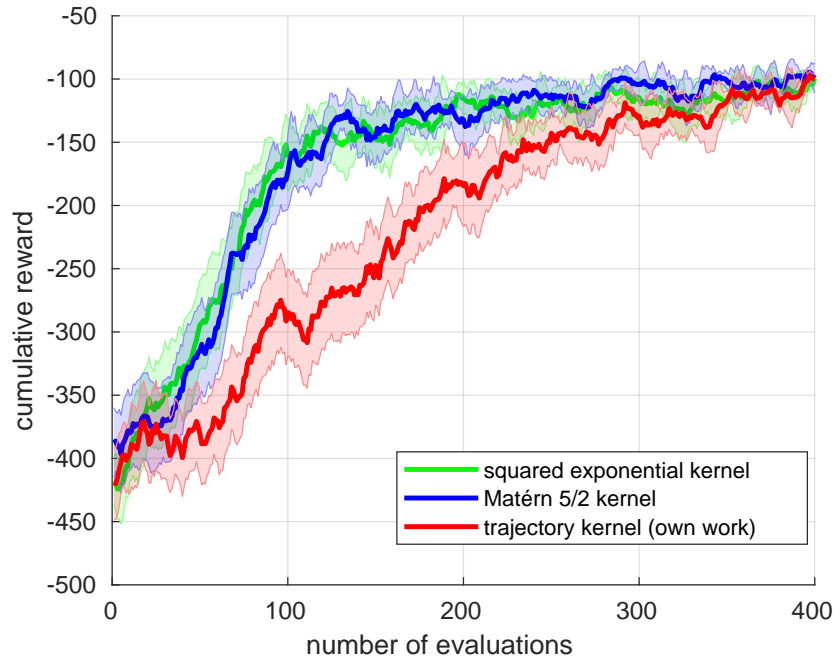 -50
-100
-150
-200
-250
-300
-350
-400
-450
-500
cumulative reward
squared exponential kernel
Matérn 5/2 kernel
trajectory kernel (own work)
0 100 200 300 400
number of evaluations